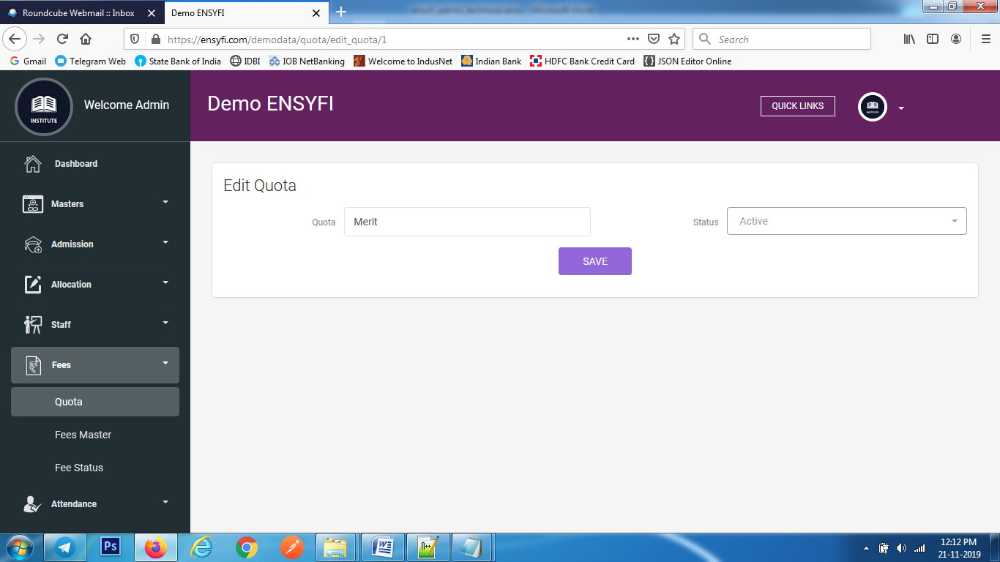 Roundcube Webmail :: Inbox
Demo ENSYFI
https://ensyfi.com/demodata/quota/edit_quota/1
Search
Gmail
Telegram Web
State Bank of India
IDBI
IOB NetBanking
Welcome to IndusNet
Indian Bank
HDFC Bank Credit Card
JSON Editor Online
INSTITUTE
Welcome Admin
Demo ENSYFI
QUICK LINKS
Dashboard
Masters
Admission
Allocation
Staff
Fees
Quota
Fees Master
Fee Status
Attendance
Edit Quota
Quota
Merit
Status
Active
SAVE
Ps
12:12 PM
21-11-2019